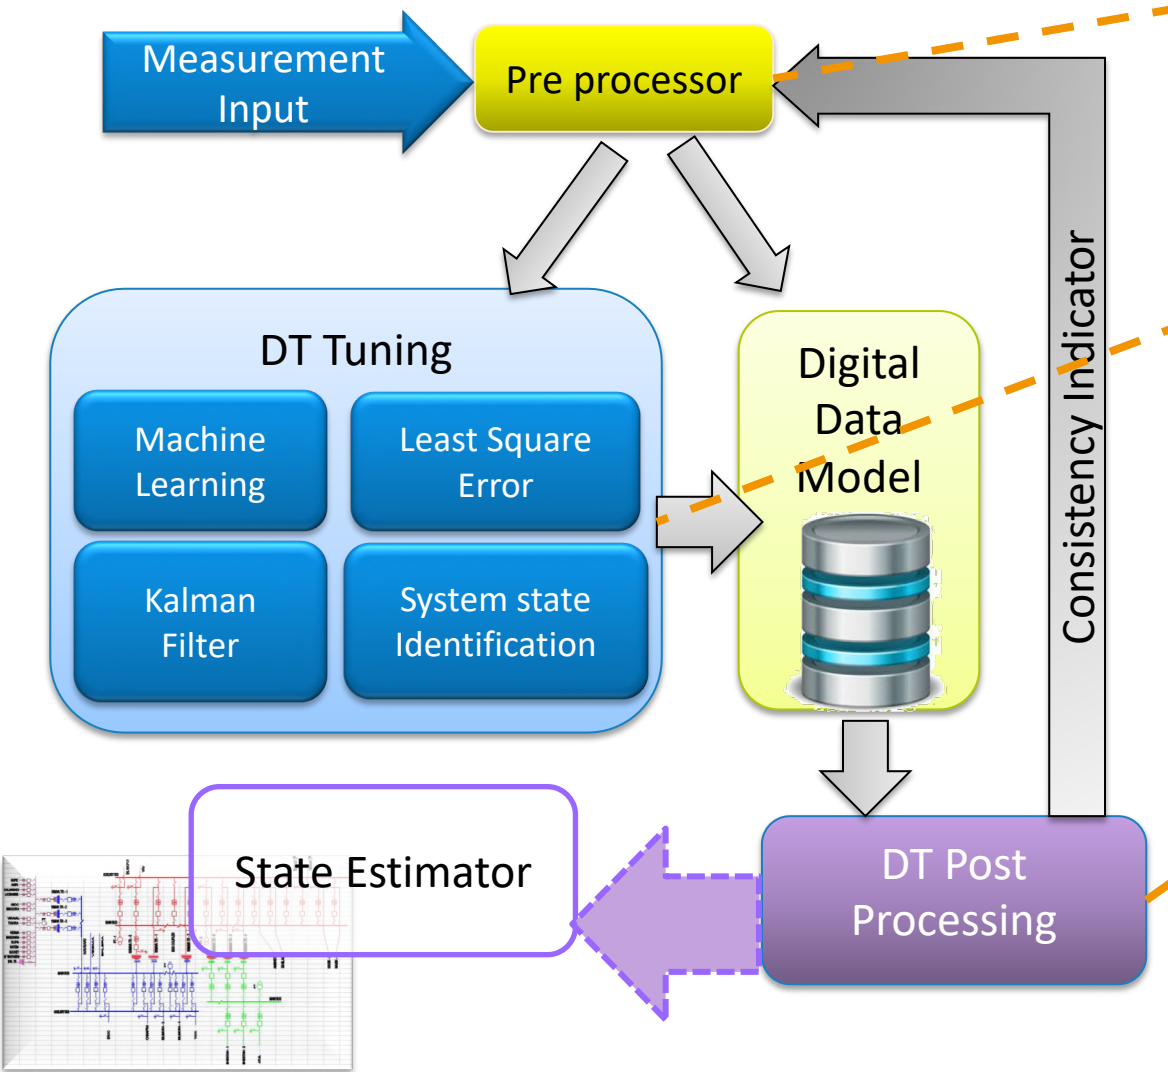 Measurement
Input
Pre processor
DT Tuning
Machine
Learning
Least Square
Error
Kalman
Filter
System state
Identification
Digital
Data
Model
Consistency Indicator
State Estimator
DT Post
Processing